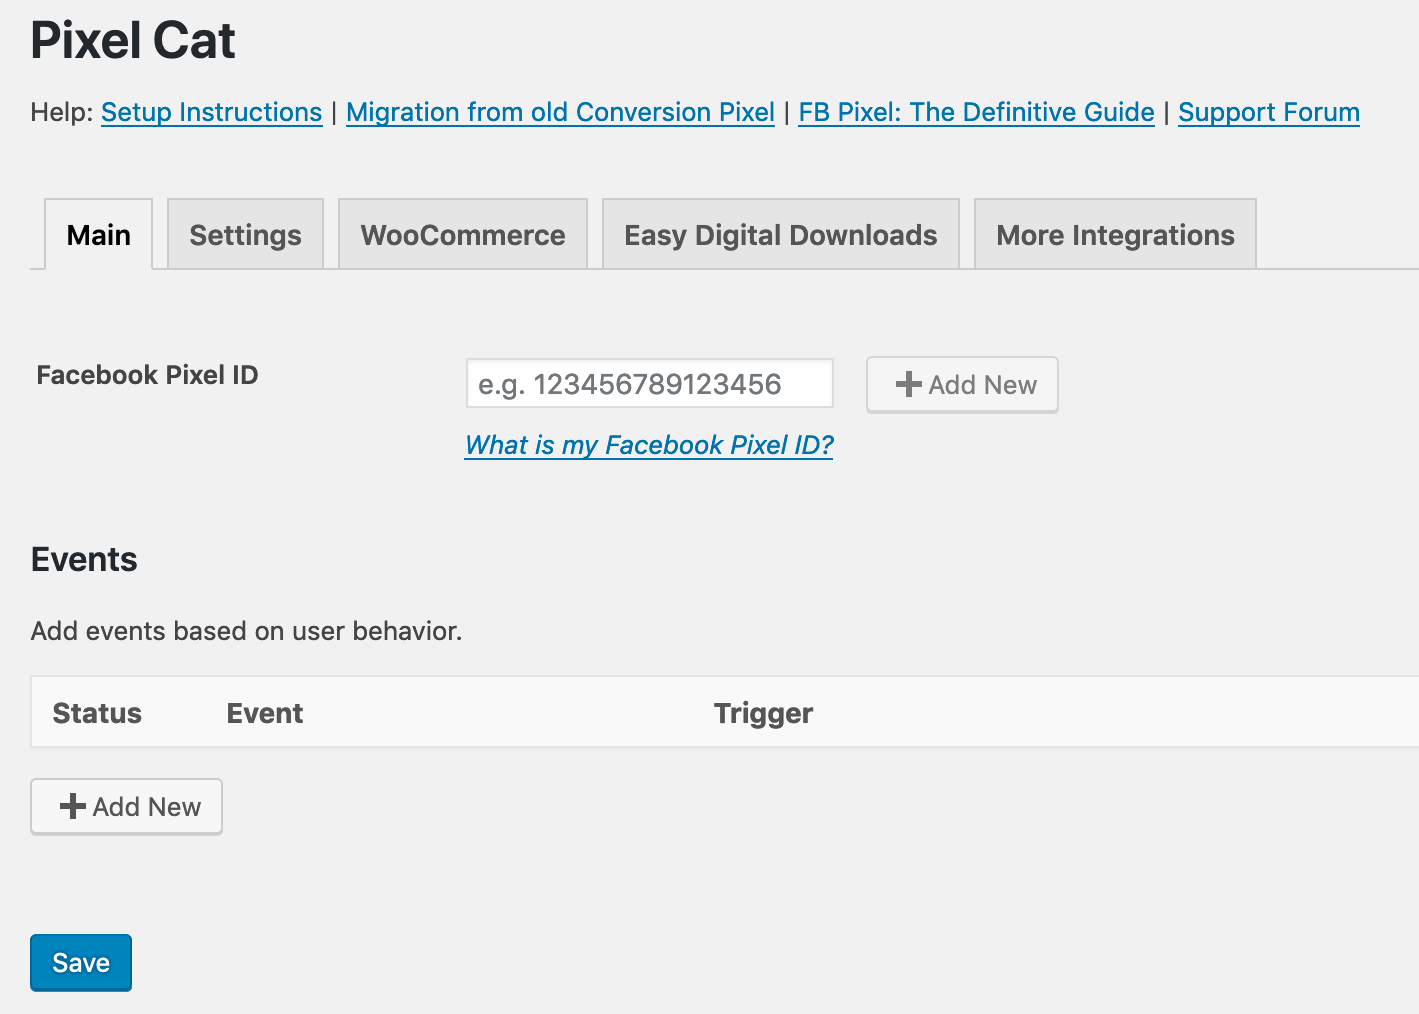 Pixel Cat
Help: Setup Instructions | Migration from old Conversion Pixel | FB Pixel: The Definitive Guide | Support Forum
Main Settings WooCommerce Easy Digital Downloads More Integrations
Facebook Pixel ID e.g. 123456789123456 Add New
What is my Facebook Pixel ID?
Events
Add events based on user behavior.
Status Event Trigger
Add New
Save